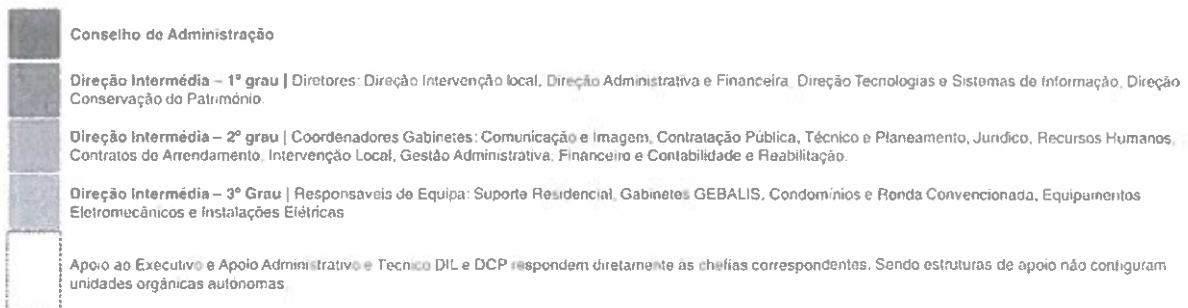 Conselho de Administração
Direção Intermédia – 1º grau | Diretores: Direção Intervenção local, Direção Administrativa e Financeira, Direção Tecnologias e Sistemas de Informação, Direção
Conservação do Património.
Direção Intermédia – 2º grau | Coordenadores Gabinetes: Comunicação e Imagem, Contratação Pública, Técnico e Planeamento, Jurídico, Recursos Humanos,
Contratos de Arrendamento, Intervenção Local, Gestão Administrativa, Financeiro e Contabilidade e Reabilitação.
Direção Intermédia – 3º Grau | Responsaveis de Equipa: Suporte Residencial, Gabinetes GEBALIS, Condomínios e Renda Convencionada, Equipamentos
Eletromecânicos e Instalações Elétricas
Apoio ao Executivo e Apoio Administrativo e Tecnico DIL e DCP respondem diretamente às chefias correspondentes. Sendo estruturas de apoio não configuram
unidades orgânicas autónomas.